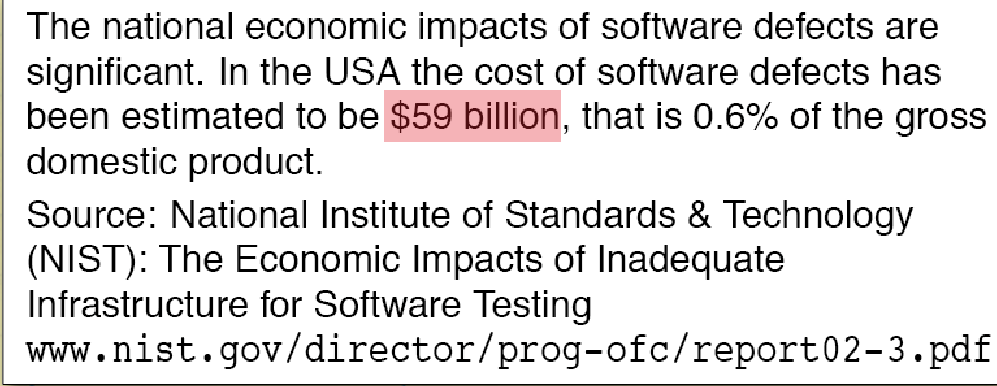 The national economic impacts of software defects are
significant. In the USA the cost of software defects has
been estimated to be $59 billion, that is 0.6% of the gross
domestic product.
Source: National Institute of Standards & Technology
(NIST): The Economic Impacts of Inadequate
Infrastructure for Software Testing
www.nist.gov/director/prog-ofc/report02-3.pdf